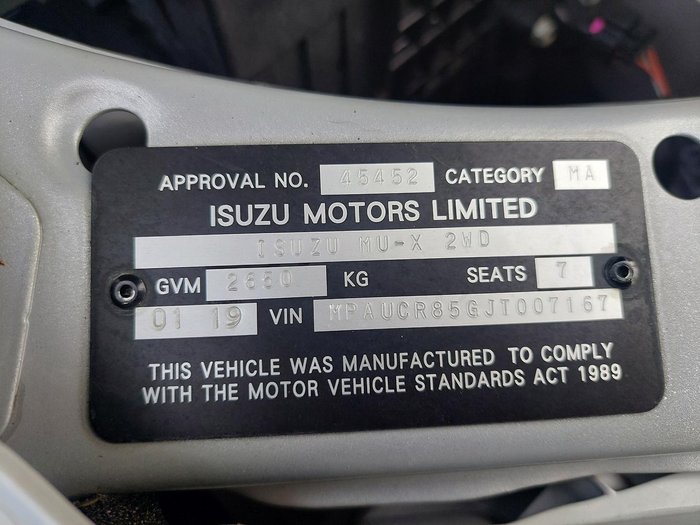 APPROVAL NO. 45452 CATEGORY MA
ISUZU MOTORS LIMITED
ISUZU MU-X 2WD
GVM 2650 KG SEATS 7
01 19 VIN MPAUCR85GJT007167
THIS VEHICLE WAS MANUFACTURED TO COMPLY
WITH THE MOTOR VEHICLE STANDARDS ACT 1989